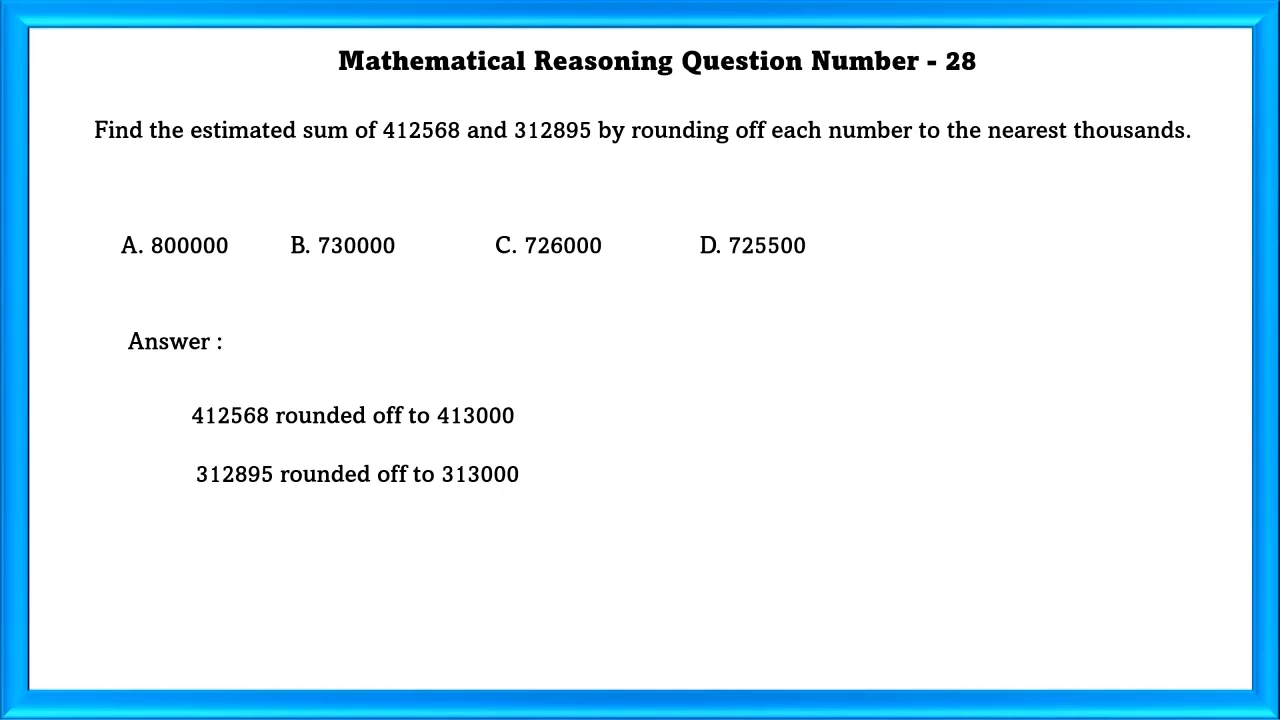 Mathematical Reasoning Question Number - 28
Find the estimated sum of 412568 and 312895 by rounding off each number to the nearest thousands.
A. 800000 B. 730000 C. 726000 D. 725500
Answer :
412568 rounded off to 413000
312895 rounded off to 313000